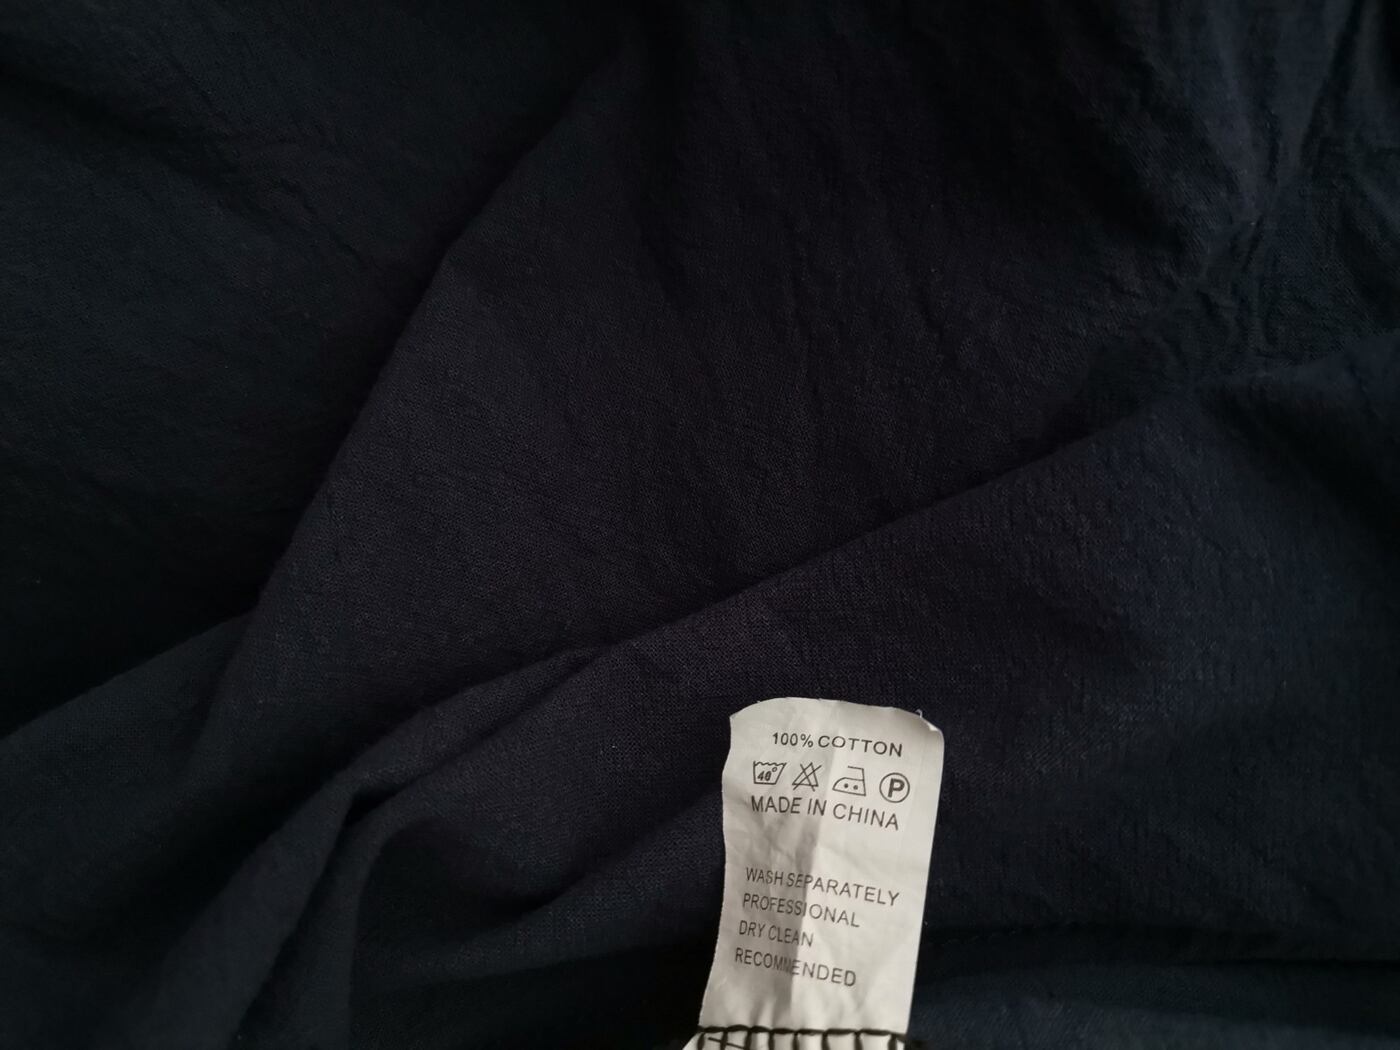 100% COTTON
40° P
MADE IN CHINA
WASH SEPARATELY
PROFESSIONAL
DRY CLEAN
RECOMMENDED